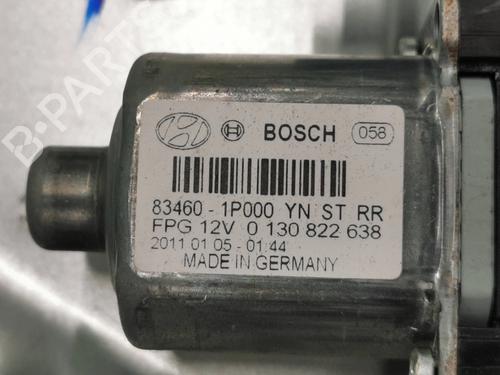 BOSCH 058
83460 - 1P000 YN ST RR
FPG 12V 0 130 822 638
2011 01 05 - 01:44
MADE IN GERMANY
B-PARTS